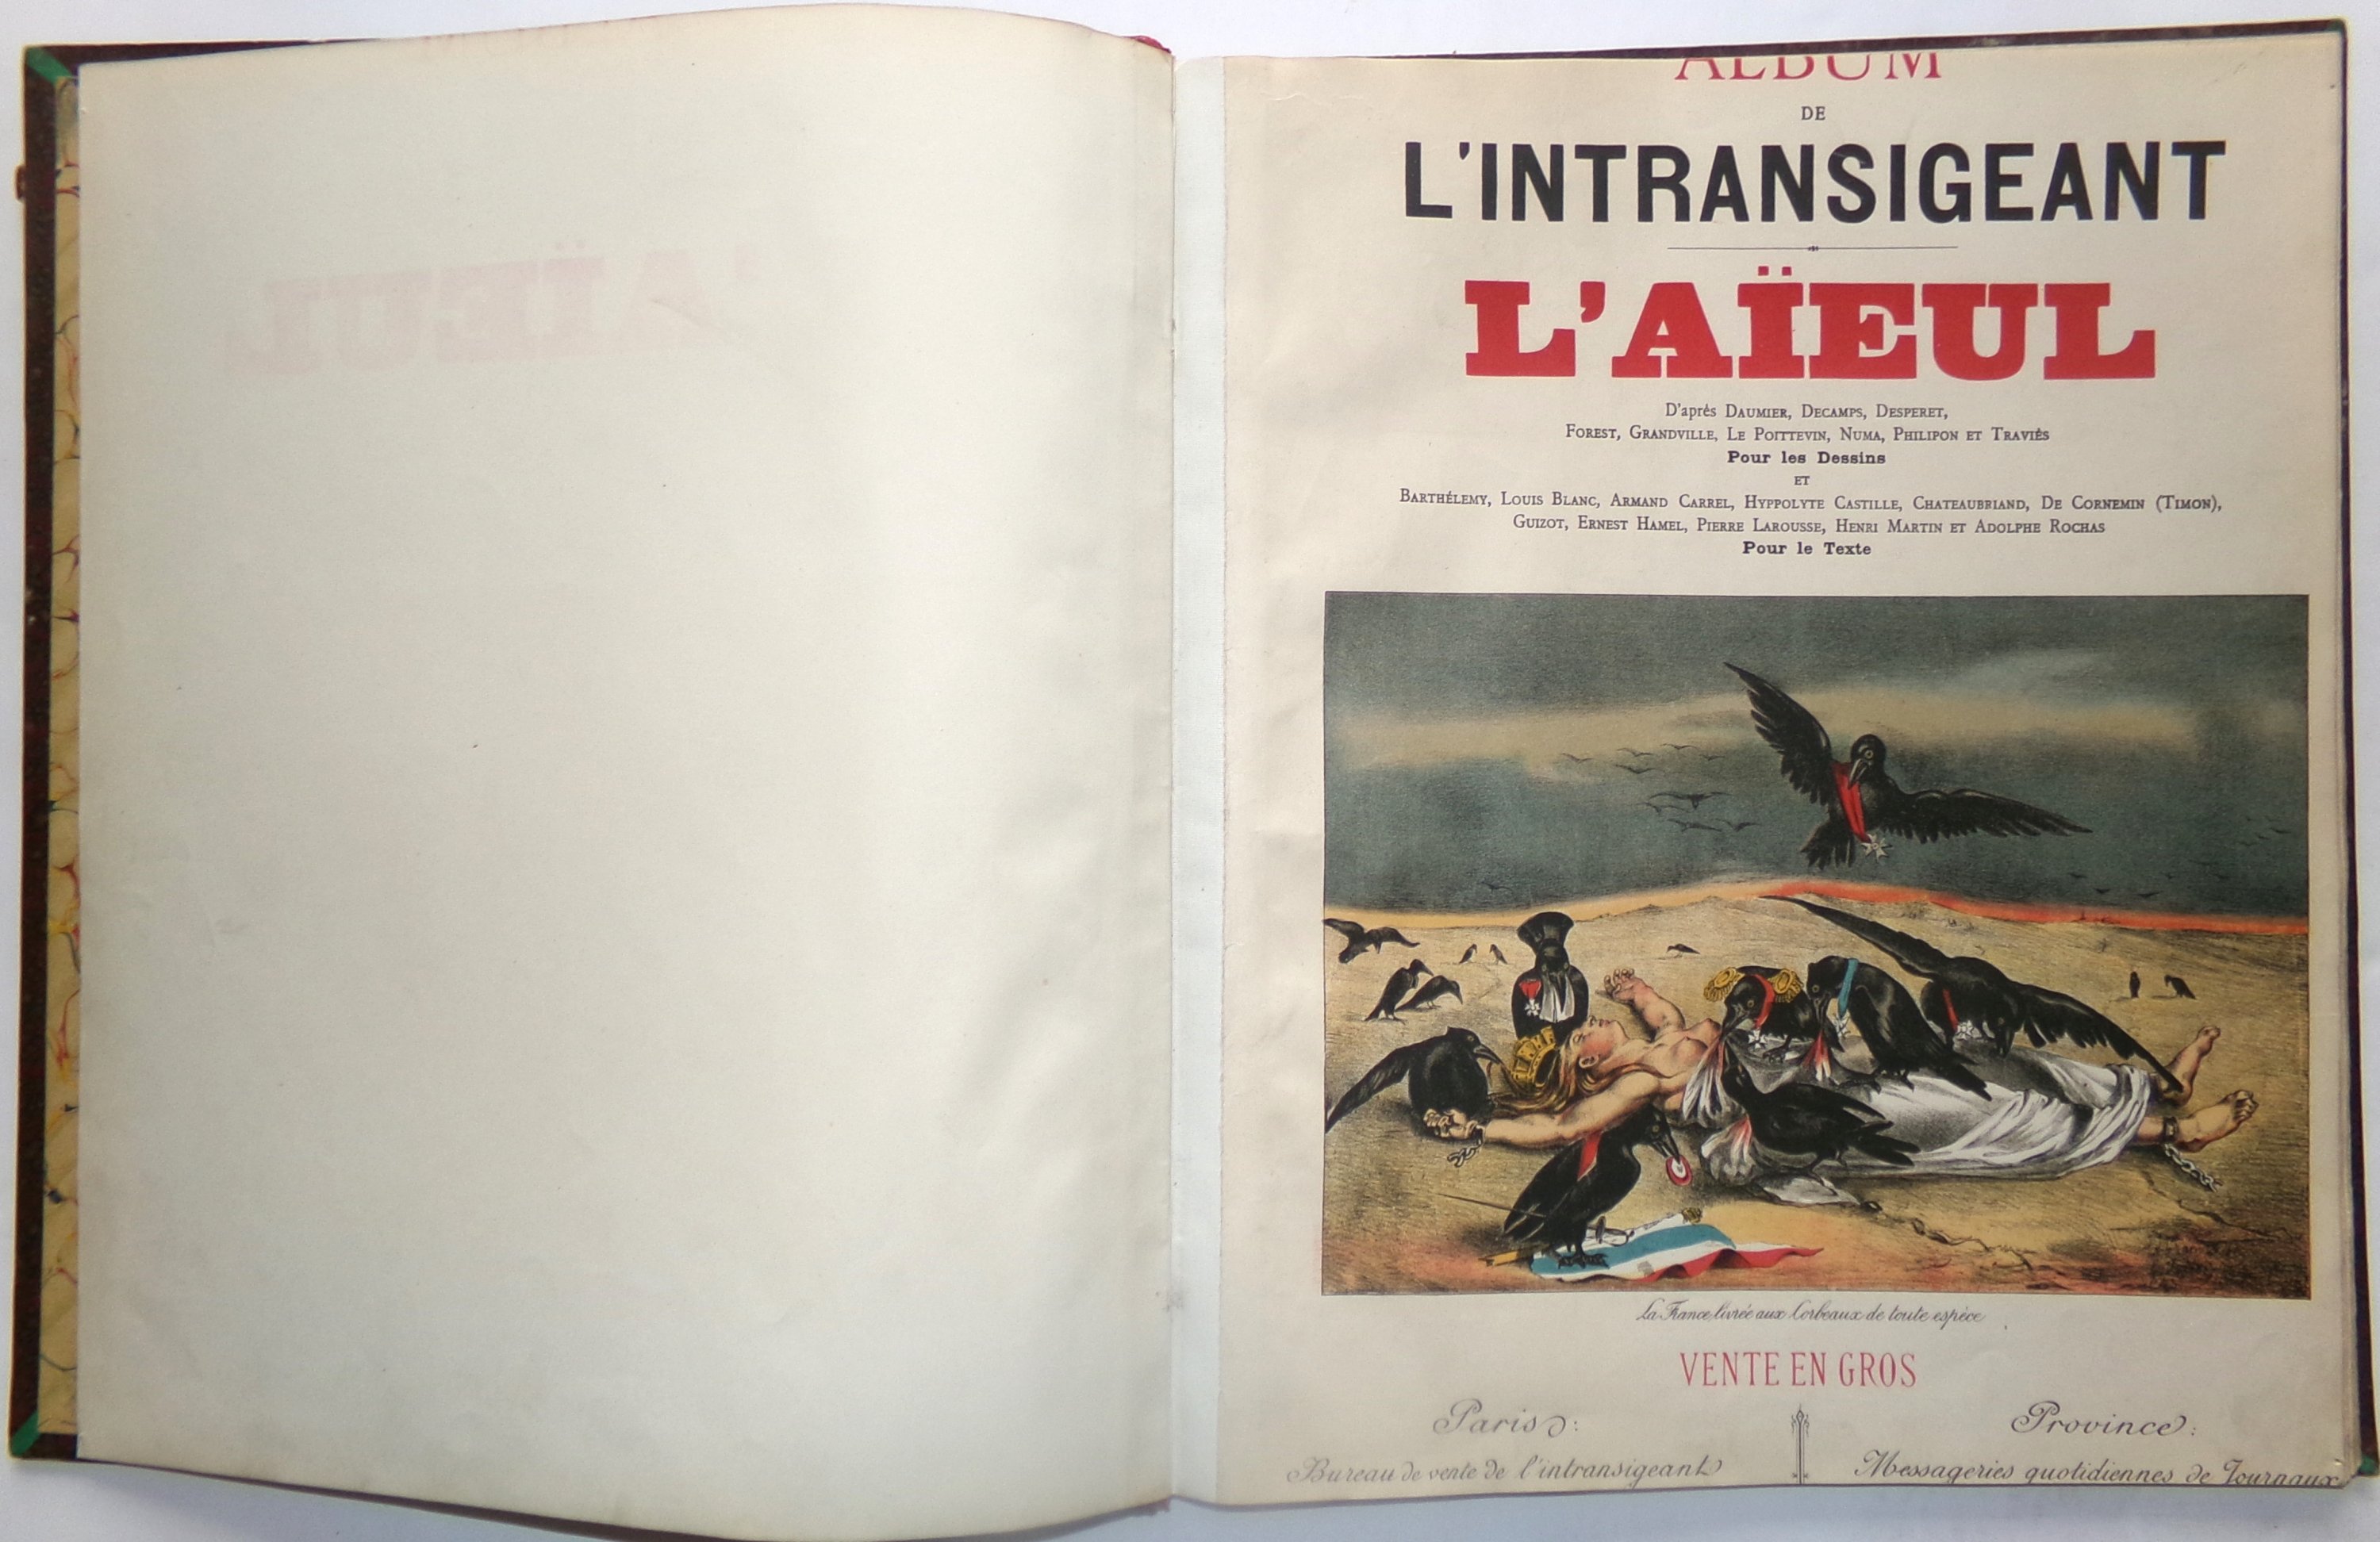 ALBUM
DE
L'INTRANSIGEANT
L'AÏEUL
D'après Daumier, Decamps, Desperet,
Forest, Grandville, Le Poittevin, Numa, Philipon et Traviès
Pour les Dessins
ET
Barthélemy, Louis Blanc, Armand Carrel, Hyppolyte Castille, Chateaubriand, De Cornemin (Timon),
Guizot, Ernest Hamel, Pierre Larousse, Henri Martin et Adolphe Rochas
Pour le Texte
La France livrée aux Corbeaux de toute espèce
VENTE EN GROS
Paris:
Bureau de vente de l'intransigeant
Province:
Messageries quotidiennes de Journaux